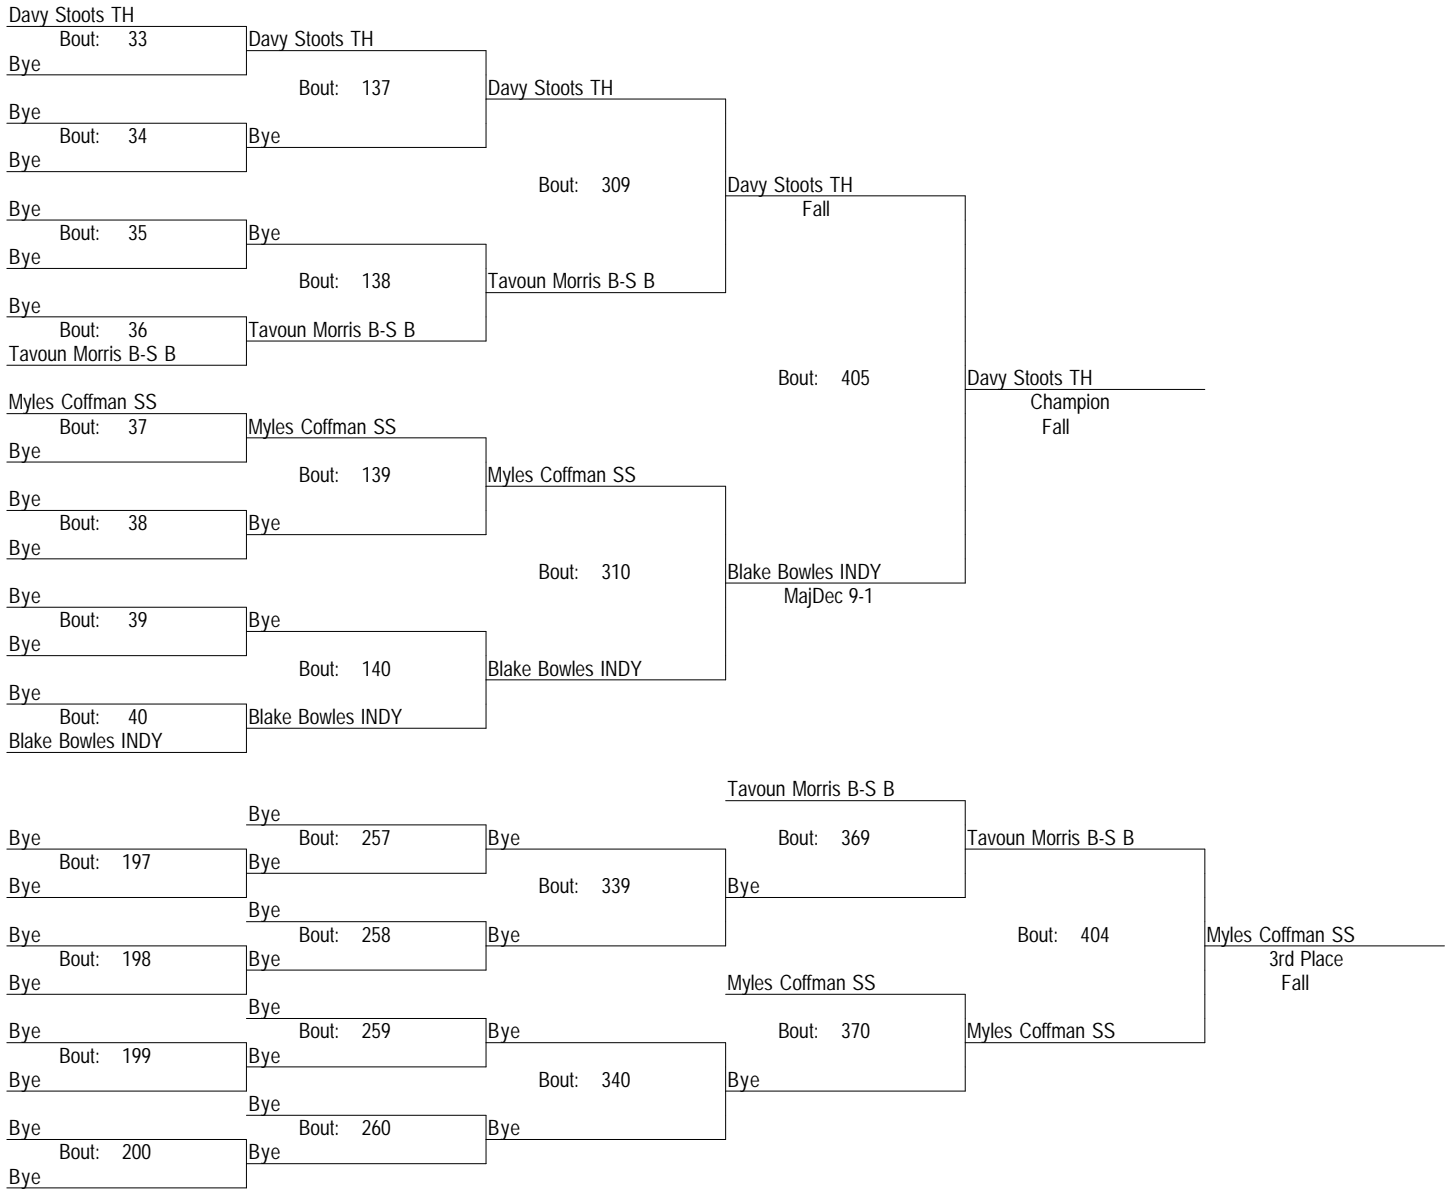 Davy Stoots TH
Bout: 33 Davy Stoots TH
Bye
Bout: 137 Davy Stoots TH
Bye
Bout: 34 Bye
Bye
Bout: 309 Davy Stoots TH
Bye Fall
Bout: 35 Bye
Bye
Bout: 138 Tavoun Morris B-S B
Bye
Bout: 36 Tavoun Morris B-S B
Tavoun Morris B-S B
Bout: 405 Davy Stoots TH
Myles Coffman SS Champion
Bout: 37 Myles Coffman SS Fall
Bye
Bout: 139 Myles Coffman SS
Bye
Bout: 38 Bye
Bye
Bout: 310 Blake Bowles INDY
Bye MajDec 9-1
Bout: 39 Bye
Bye
Bout: 140 Blake Bowles INDY
Bye
Bout: 40 Blake Bowles INDY
Blake Bowles INDY
Tavoun Morris B-S B
Bye
Bye Bout: 257 Bye Bout: 369 Tavoun Morris B-S B
Bout: 197 Bye
Bye Bout: 339 Bye
Bye
Bye Bout: 258 Bye Bout: 404 Myles Coffman SS
Bout: 198 Bye 3rd Place
Bye Myles Coffman SS Fall
Bye
Bye Bout: 259 Bye Bout: 370 Myles Coffman SS
Bout: 199 Bye
Bye Bout: 340 Bye
Bye
Bye Bout: 260 Bye
Bout: 200 Bye
Bye